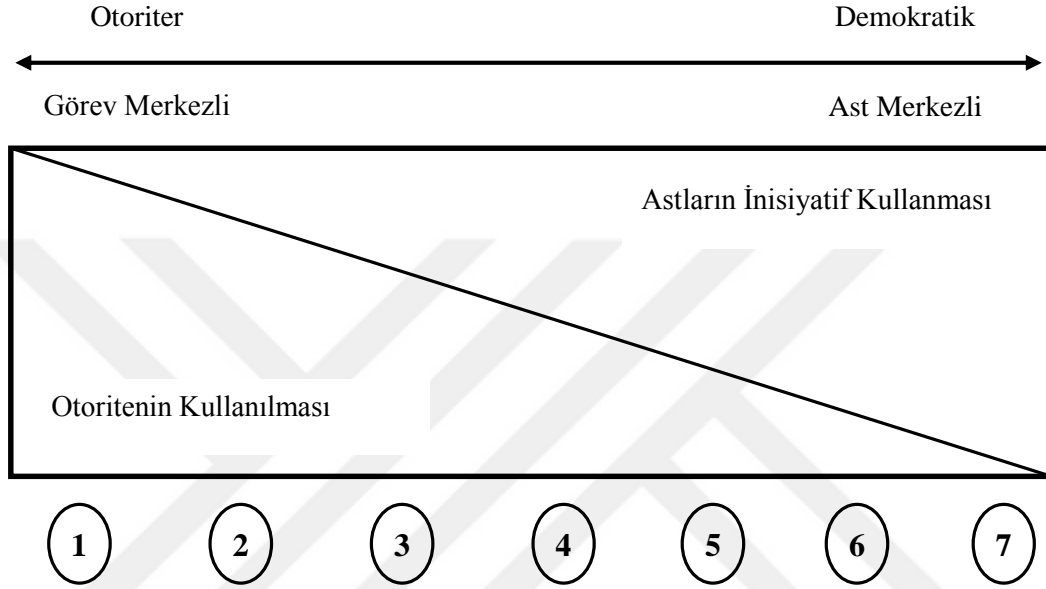 Otoriter Demokratik
Görev Merkezli Ast Merkezli
Astların İnisiyatif Kullanması
Otoritenin Kullanılması
1 2 3 4 5 6 7